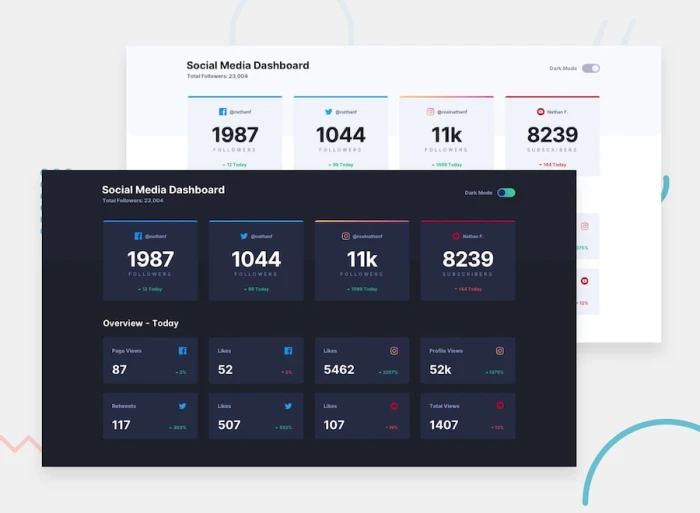 Social Media Dashboard
Total Followers: 23,004
Dark Mode
@nathanf
@nathanf
@realnathanf
Nathan F.
1987
1044
11k
8239
FOLLOWERS
FOLLOWERS
FOLLOWERS
SUBSCRIBERS
12 Today
99 Today
1099 Today
144 Today
Social Media Dashboard
Total Followers: 23,004
Dark Mode
@nathanf
@nathanf
@realnathanf
Nathan F.
1987
1044
11k
8239
FOLLOWERS
FOLLOWERS
FOLLOWERS
SUBSCRIBERS
12 Today
99 Today
1099 Today
144 Today
Overview - Today
Page Views
Likes
Likes
Profile Views
87
52
5462
52k
3%
2%
2257%
1375%
Retweets
Likes
Likes
Total Views
117
507
107
1407
303%
553%
19%
12%
12%